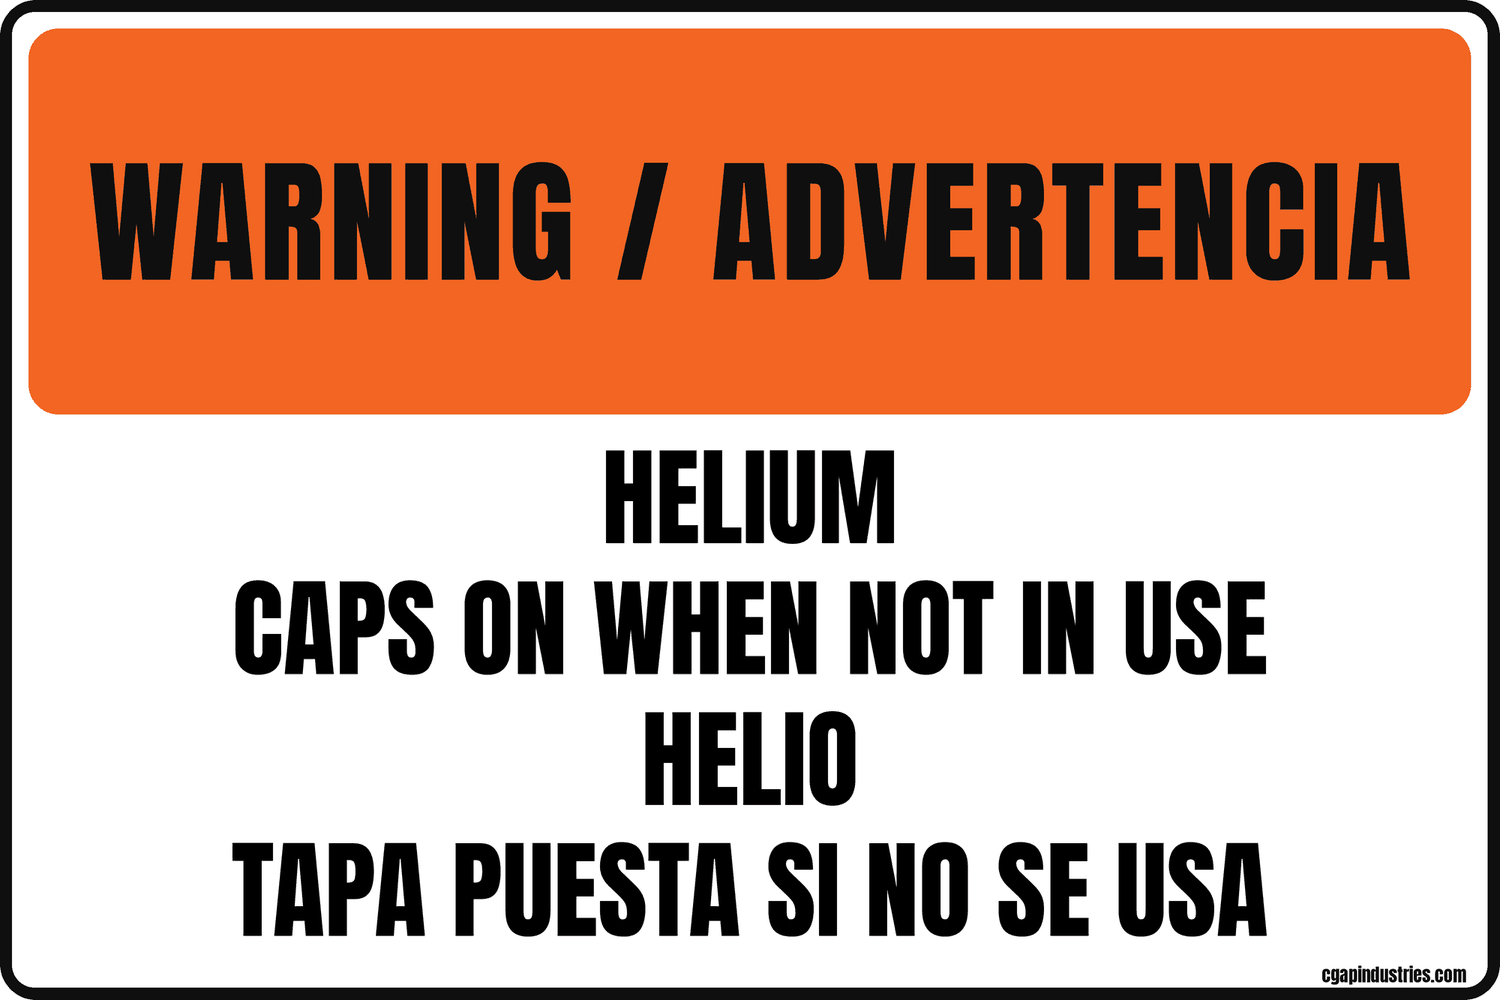 WARNING / ADVERTENCIA
HELIUM
CAPS ON WHEN NOT IN USE
HELIO
TAPA PUESTA SI NO SE USA
cgapindustries.com